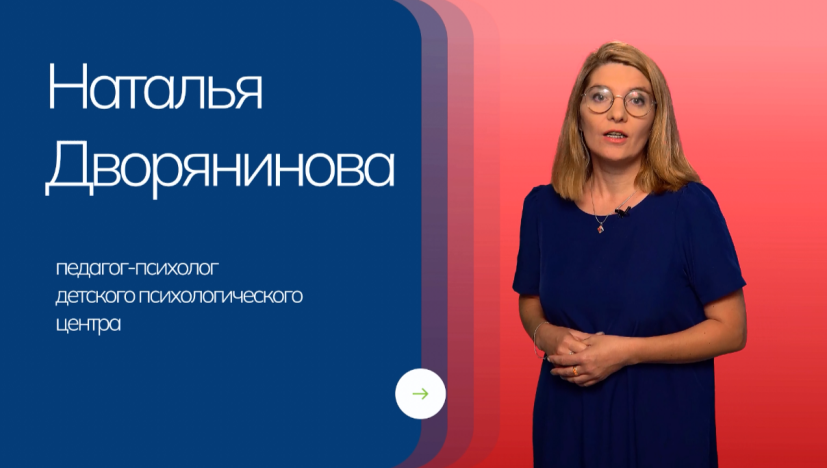 Наталья
Дворянинова
педагог-психолог
детского психологического
центра